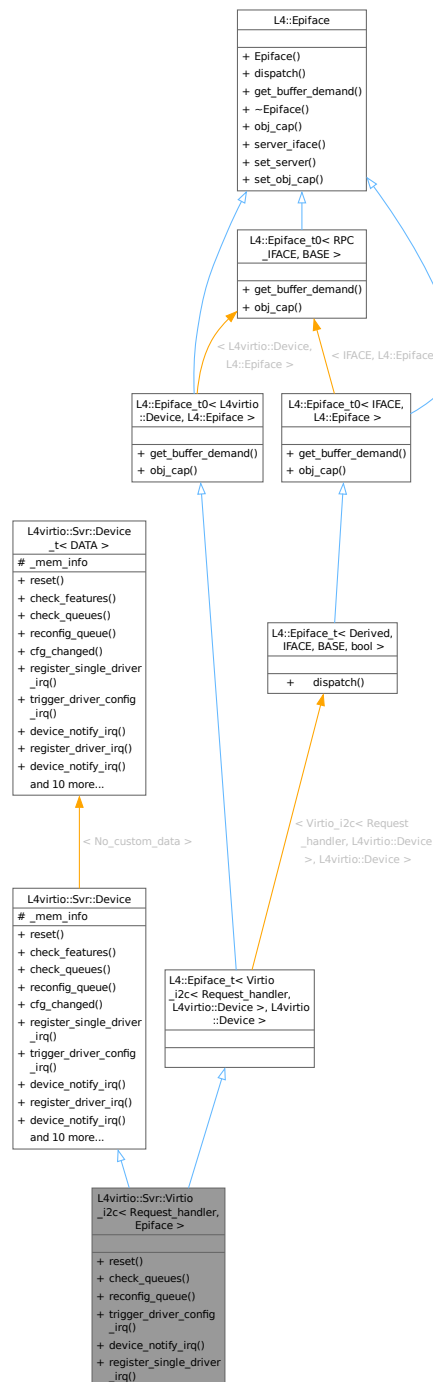 L4::Epiface
+ Epiface()
+ dispatch()
+ get_buffer_demand()
+ ~Epiface()
+ obj_cap()
+ server_iface()
+ set_server()
+ set_obj_cap()
L4::Epiface_t0< RPC
_IFACE, BASE >
+ get_buffer_demand()
+ obj_cap()
< L4virtio::Device,
L4::Epiface >
< IFACE, L4::Epiface
L4::Epiface_t0< L4virtio
::Device, L4::Epiface >
+ get_buffer_demand()
+ obj_cap()
L4::Epiface_t0< IFACE,
L4::Epiface >
+ get_buffer_demand()
+ obj_cap()
L4virtio::Svr::Device
_t< DATA >
# _mem_info
+ reset()
+ check_features()
+ check_queues()
+ reconfig_queue()
+ cfg_changed()
+ register_single_driver
_irq()
+ trigger_driver_config
_irq()
+ device_notify_irq()
+ register_driver_irq()
+ device_notify_irq()
and 10 more...
L4::Epiface_t< Derived,
IFACE, BASE, bool >
+ dispatch()
< No_custom_data >
< Virtio_i2c< Request
_handler, L4virtio::Device
>, L4virtio::Device >
L4virtio::Svr::Device
# _mem_info
+ reset()
+ check_features()
+ check_queues()
+ reconfig_queue()
+ cfg_changed()
+ register_single_driver
_irq()
+ trigger_driver_config
_irq()
+ device_notify_irq()
+ register_driver_irq()
+ device_notify_irq()
and 10 more...
L4::Epiface_t< Virtio
_i2c< Request_handler,
L4virtio::Device >, L4virtio
::Device >
L4virtio::Svr::Virtio
_i2c< Request_handler,
Epiface >
+ reset()
+ check_queues()
+ reconfig_queue()
+ trigger_driver_config
_irq()
+ device_notify_irq()
+ register_single_driver
_irq()